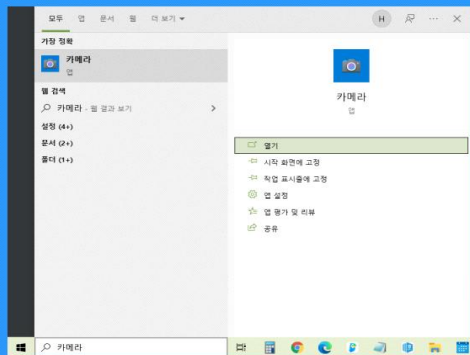 모두 앱 문서 웹 더 보기 ▾
H
가장 정확
카메라
앱
웹 검색
카메라 - 웹 결과 보기
설정 (4+)
문서 (2+)
폴더 (1+)
카메라
앱
열기
시작 화면에 고정
작업 표시줄에 고정
앱 설정
앱 평가 및 리뷰
공유
카메라